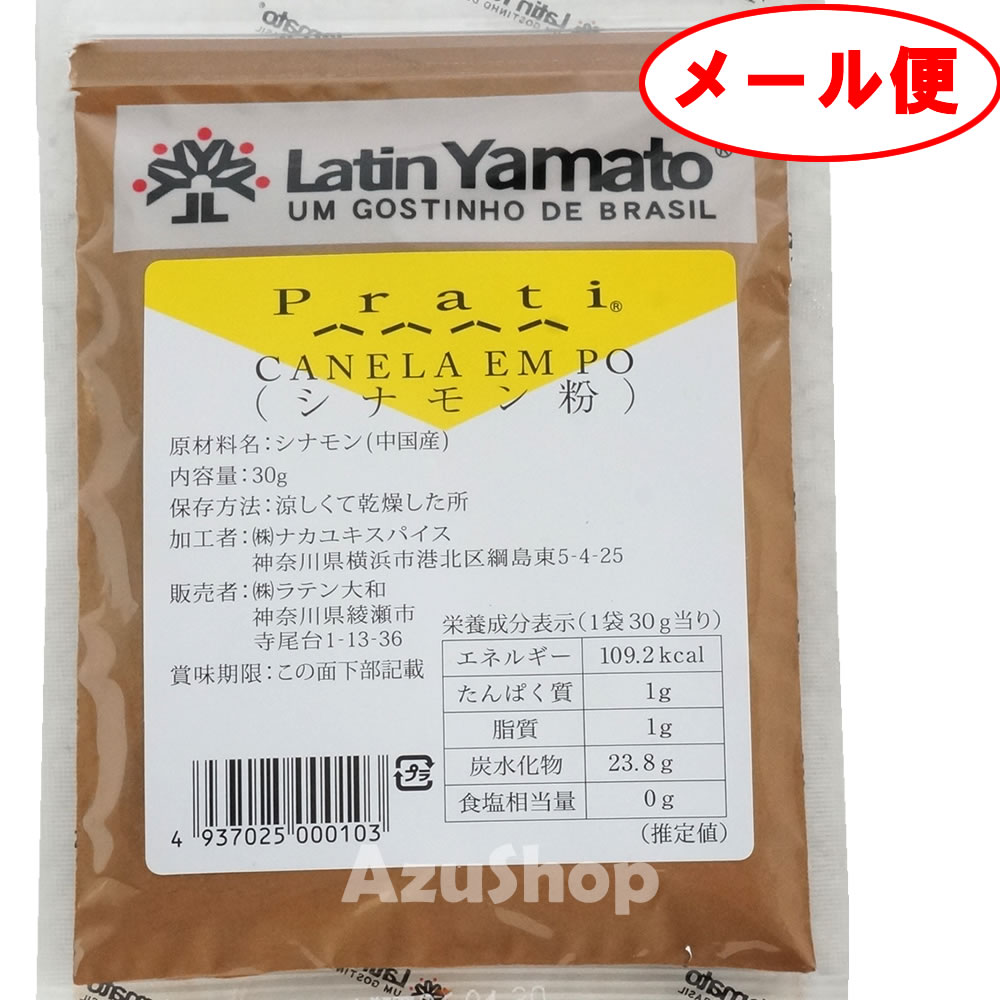 メール便
Latin Yamato®
UM GOSTINHO DE BRASIL
Prati®
CANELA EM PO
(シナモン粉)
原材料名:シナモン(中国産)
内容量:30g
保存方法:涼しくて乾燥した所
加工者:㈱ナカユキスパイス
神奈川県横浜市港北区綱島東5-4-25
販売者:㈱ラテン大和
神奈川県綾瀬市
寺尾台1-13-36
賞味期限:この面下部記載
栄養成分表示(1袋30g当り)
エネルギー 109.2kcal
たんぱく質 1g
脂質 1g
炭水化物 23.8g
食塩相当量 0g
(推定値)
プラ
4 937025 000103
AzuShop
Latin Yamato